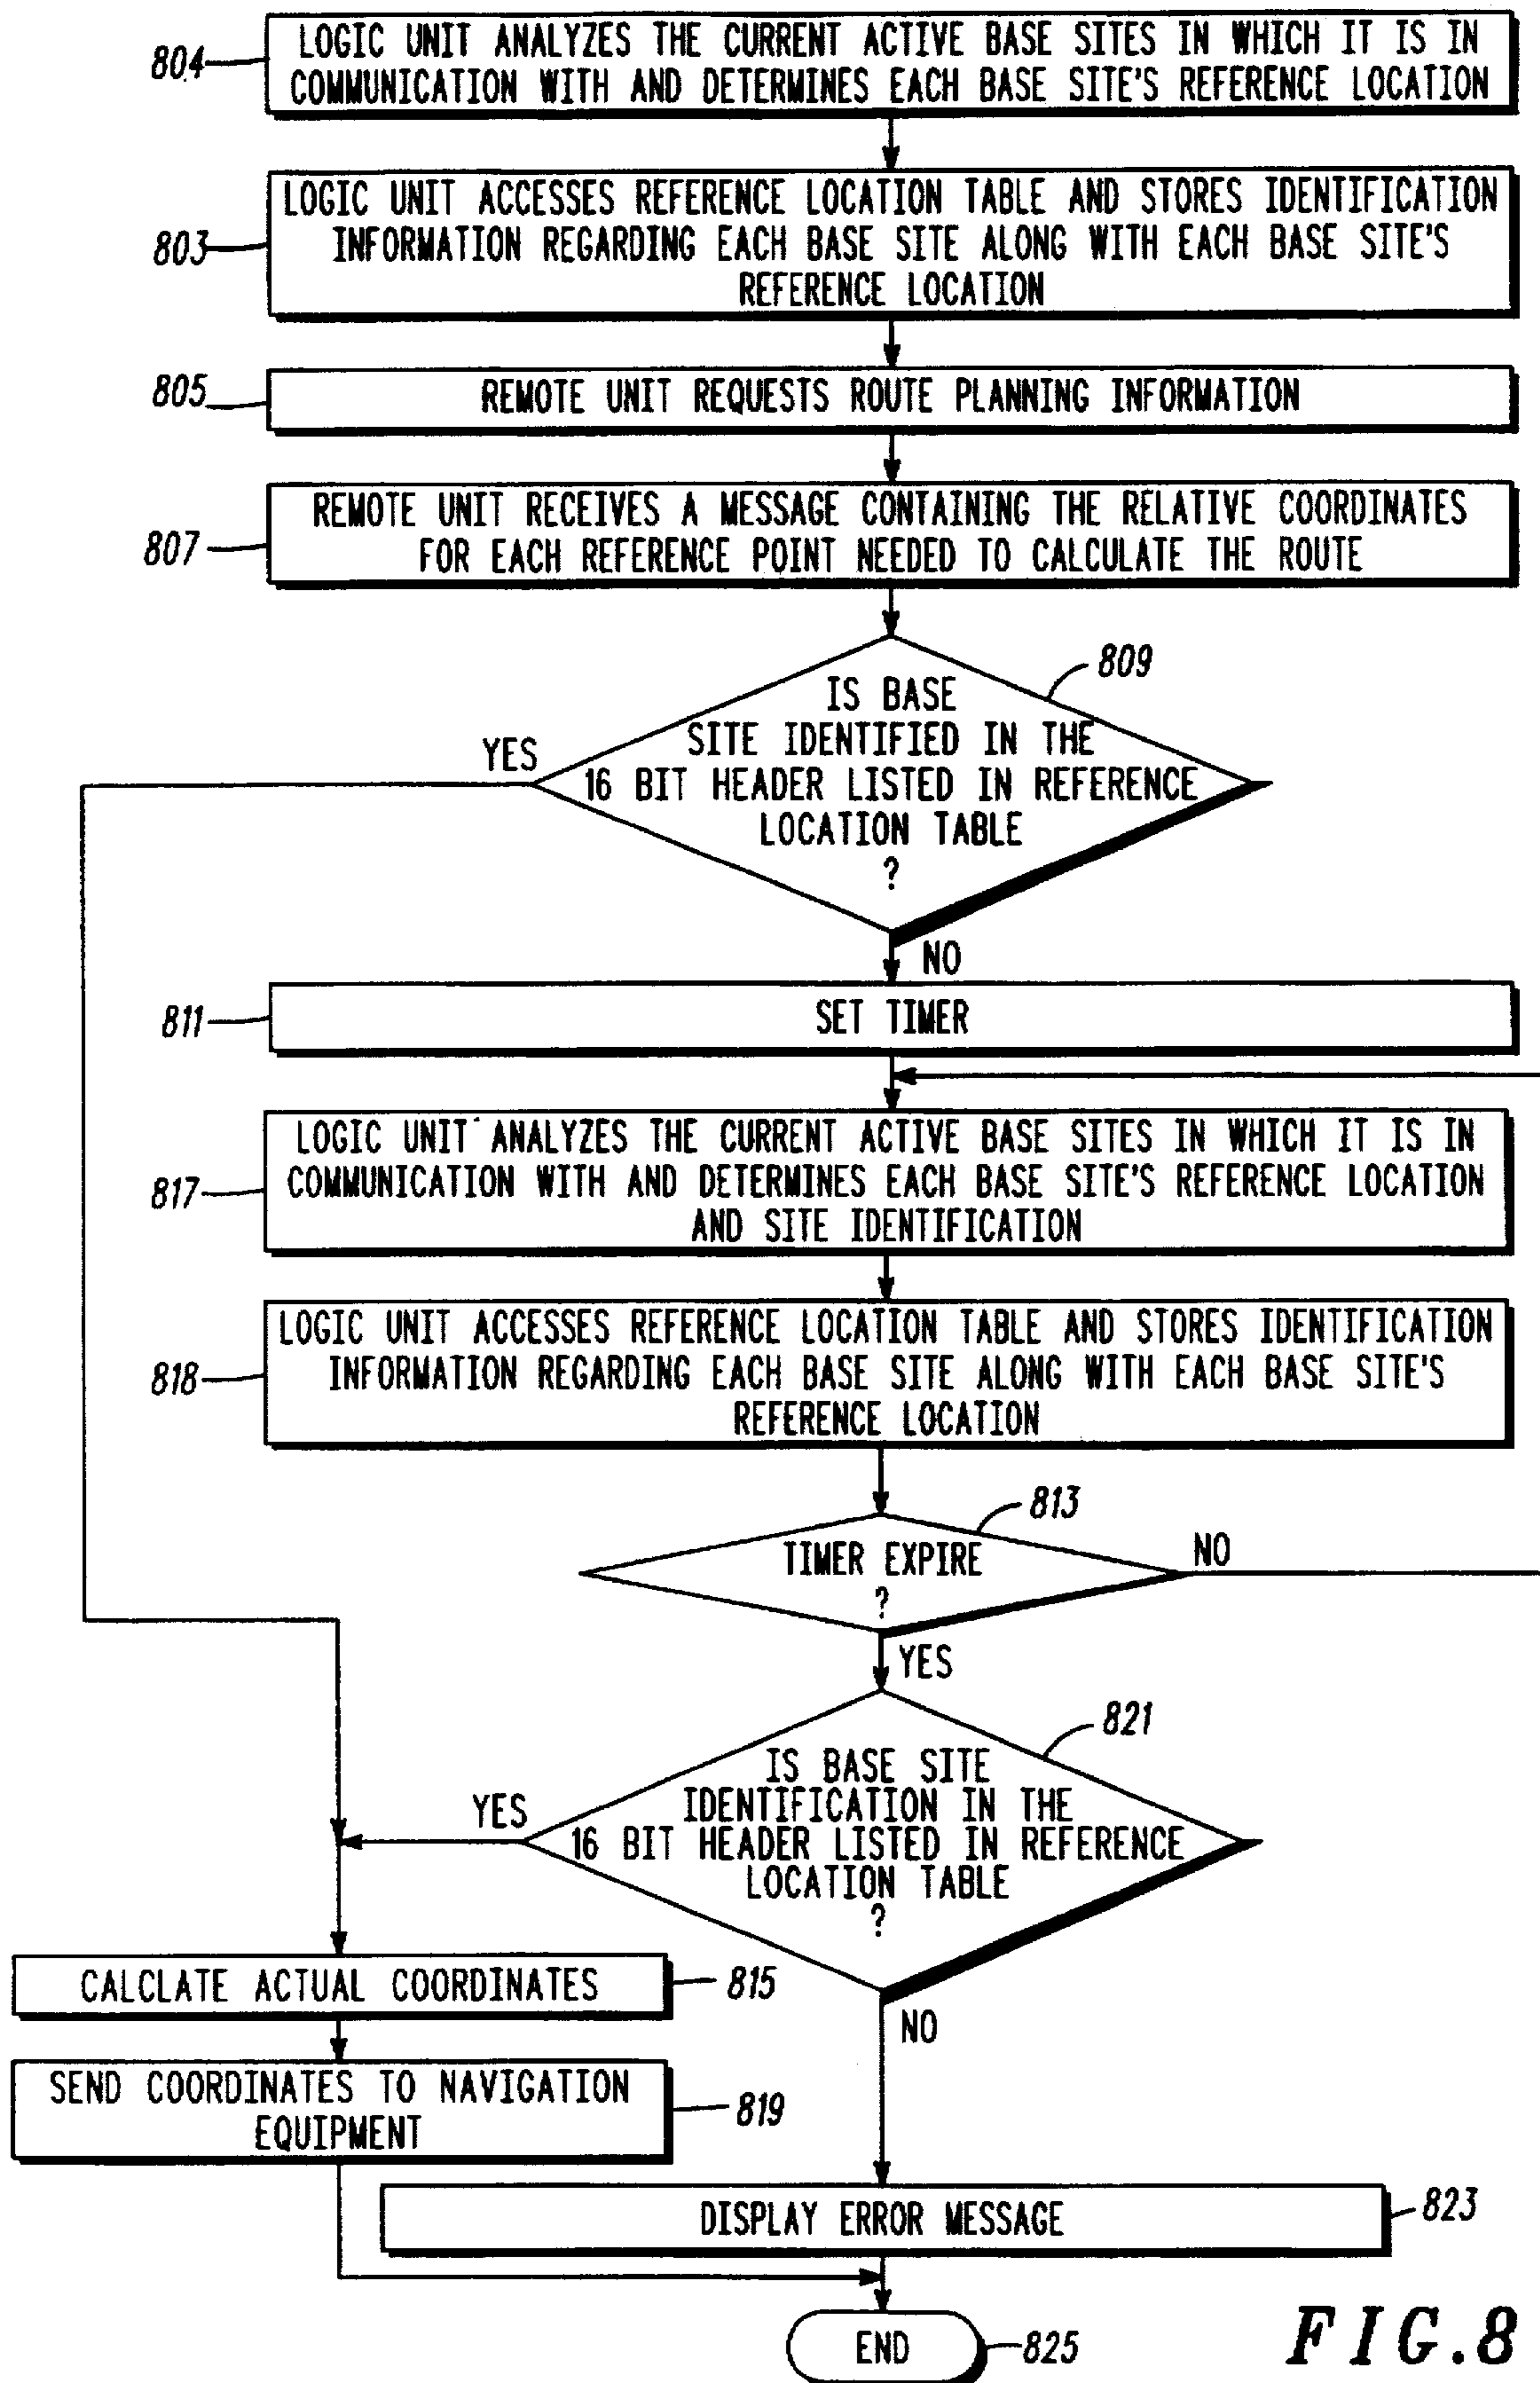 804
LOGIC UNIT ANALYZES THE CURRENT ACTIVE BASE SITES IN WHICH IT IS IN
COMMUNICATION WITH AND DETERMINES EACH BASE SITE'S REFERENCE LOCATION
803
LOGIC UNIT ACCESSES REFERENCE LOCATION TABLE AND STORES IDENTIFICATION
INFORMATION REGARDING EACH BASE SITE ALONG WITH EACH BASE SITE'S
REFERENCE LOCATION
805
REMOTE UNIT REQUESTS ROUTE PLANNING INFORMATION
807
REMOTE UNIT RECEIVES A MESSAGE CONTAINING THE RELATIVE COORDINATES
FOR EACH REFERENCE POINT NEEDED TO CALCULATE THE ROUTE
809
IS BASE
SITE IDENTIFIED IN THE
16 BIT HEADER LISTED IN REFERENCE
LOCATION TABLE
?
YES
NO
811
SET TIMER
817
LOGIC UNIT ANALYZES THE CURRENT ACTIVE BASE SITES IN WHICH IT IS IN
COMMUNICATION WITH AND DETERMINES EACH BASE SITE'S REFERENCE LOCATION
AND SITE IDENTIFICATION
818
LOGIC UNIT ACCESSES REFERENCE LOCATION TABLE AND STORES IDENTIFICATION
INFORMATION REGARDING EACH BASE SITE ALONG WITH EACH BASE SITE'S
REFERENCE LOCATION
813
TIMER EXPIRE
?
NO
YES
821
IS BASE SITE
IDENTIFICATION IN THE
16 BIT HEADER LISTED IN REFERENCE
LOCATION TABLE
?
YES
NO
CALCLATE ACTUAL COORDINATES
815
SEND COORDINATES TO NAVIGATION
EQUIPMENT
819
DISPLAY ERROR MESSAGE
823
END
825
FIG.8